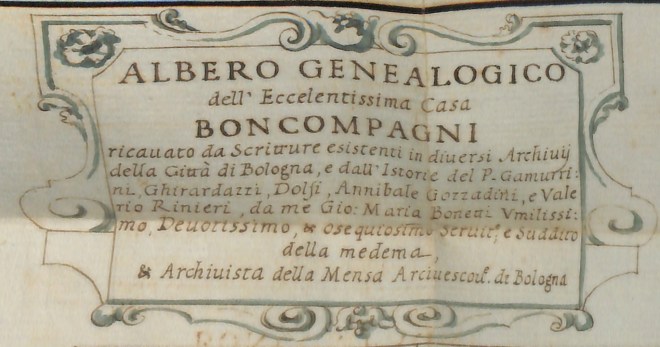 ALBERO GENEALOGICO
dell' Eccelentissima Casa
BONCOMPAGNI
ricauato da Scritture esistenti in diuersi Archiuij
della Città di Bologna, e dall' Istorie del P. Gamurri:
ni, Ghirardazzi, Dolfi, Annibale Gozzadini, e Vale
rio Rinieri, da me Gio: Maria Bonetti Vmilissi:
mo, Deuotissimo, & osequiosimo Seruit.e, e Suddito
della medema,
& Archiuista della Mensa Arciuescou.e di Bologna